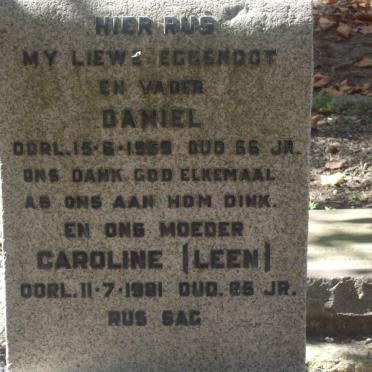 HIER RUS
MY LIEWE EGGENOOT
EN VADER
DANIEL
OORL. 15-6-1959 OUD 66 JR.
ONS DANK GOD ELKEMAAL
AS ONS AAN HOM DINK.
EN ONS MOEDER
CAROLINE (LEEN)
OORL. 11-7-1981 OUD. 85 JR.
RUS SAG